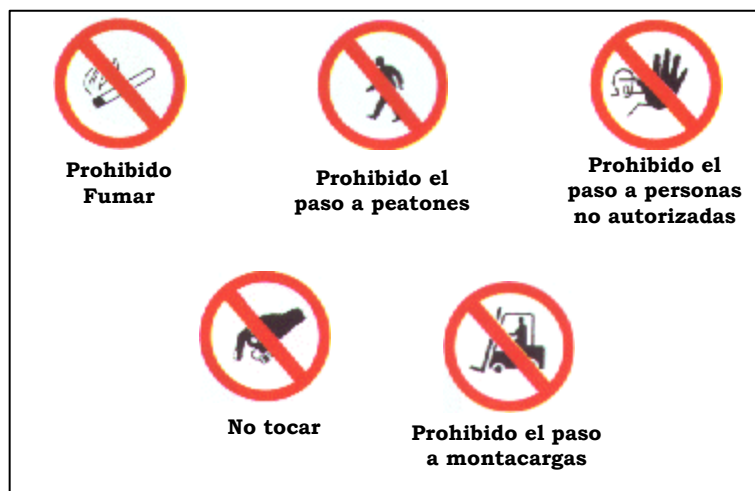 Prohibido
Fumar
Prohibido el
paso a peatones
Prohibido el
paso a personas
no autorizadas
No tocar
Prohibido el paso
a montacargas